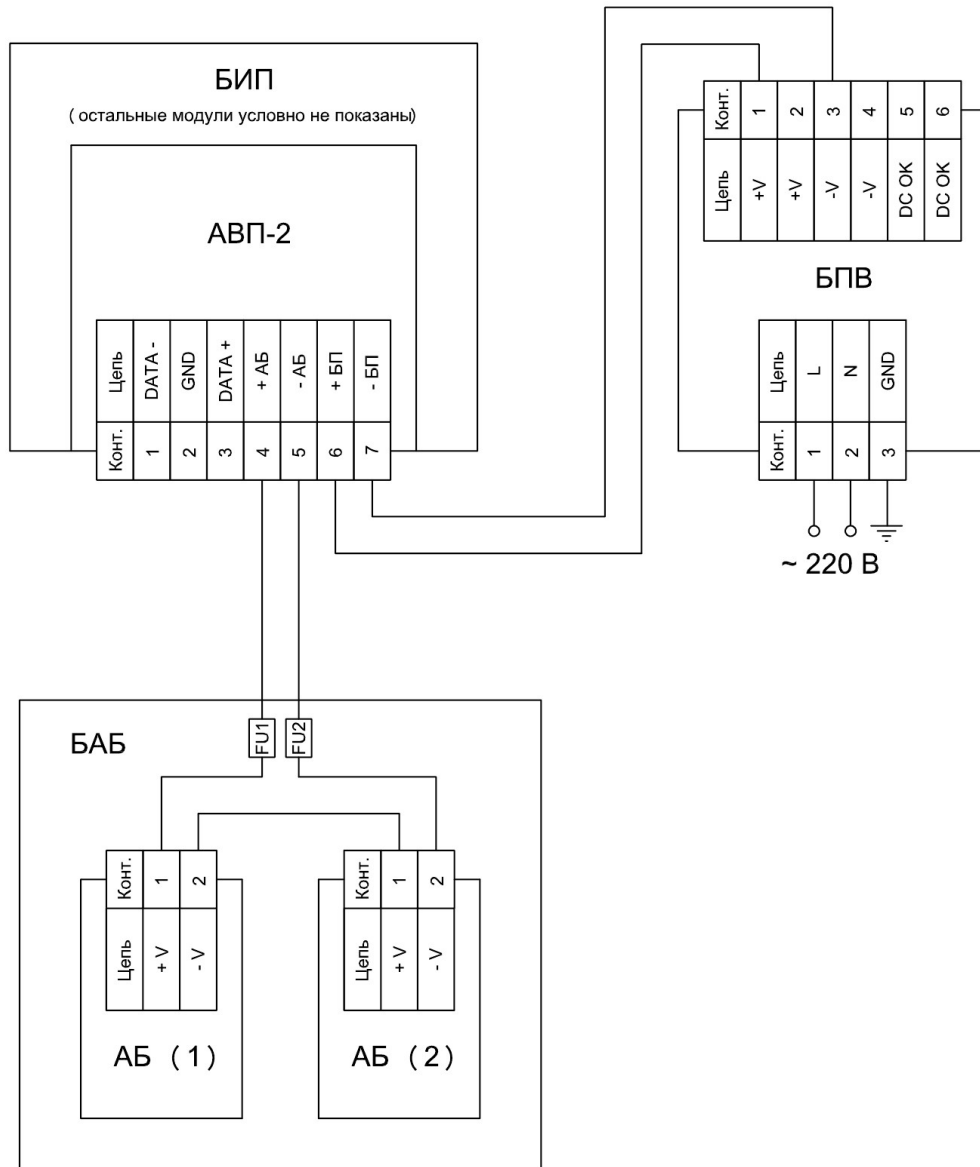 БИП
( остальные модули условно не показаны)
АВП-2
Цепь DATA - GND DATA + + АБ - АБ + БП - БП
Конт. 1 2 3 4 5 6 7
Конт. 1 2 3 4 5 6
Цепь +V +V -V -V DC OK DC OK
БПВ
Цепь L N GND
Конт. 1 2 3
~ 220 В
БАБ
FU1 FU2
Конт. 1 2
Цепь + V - V
АБ ( 1 )
Конт. 1 2
Цепь + V - V
АБ ( 2 )